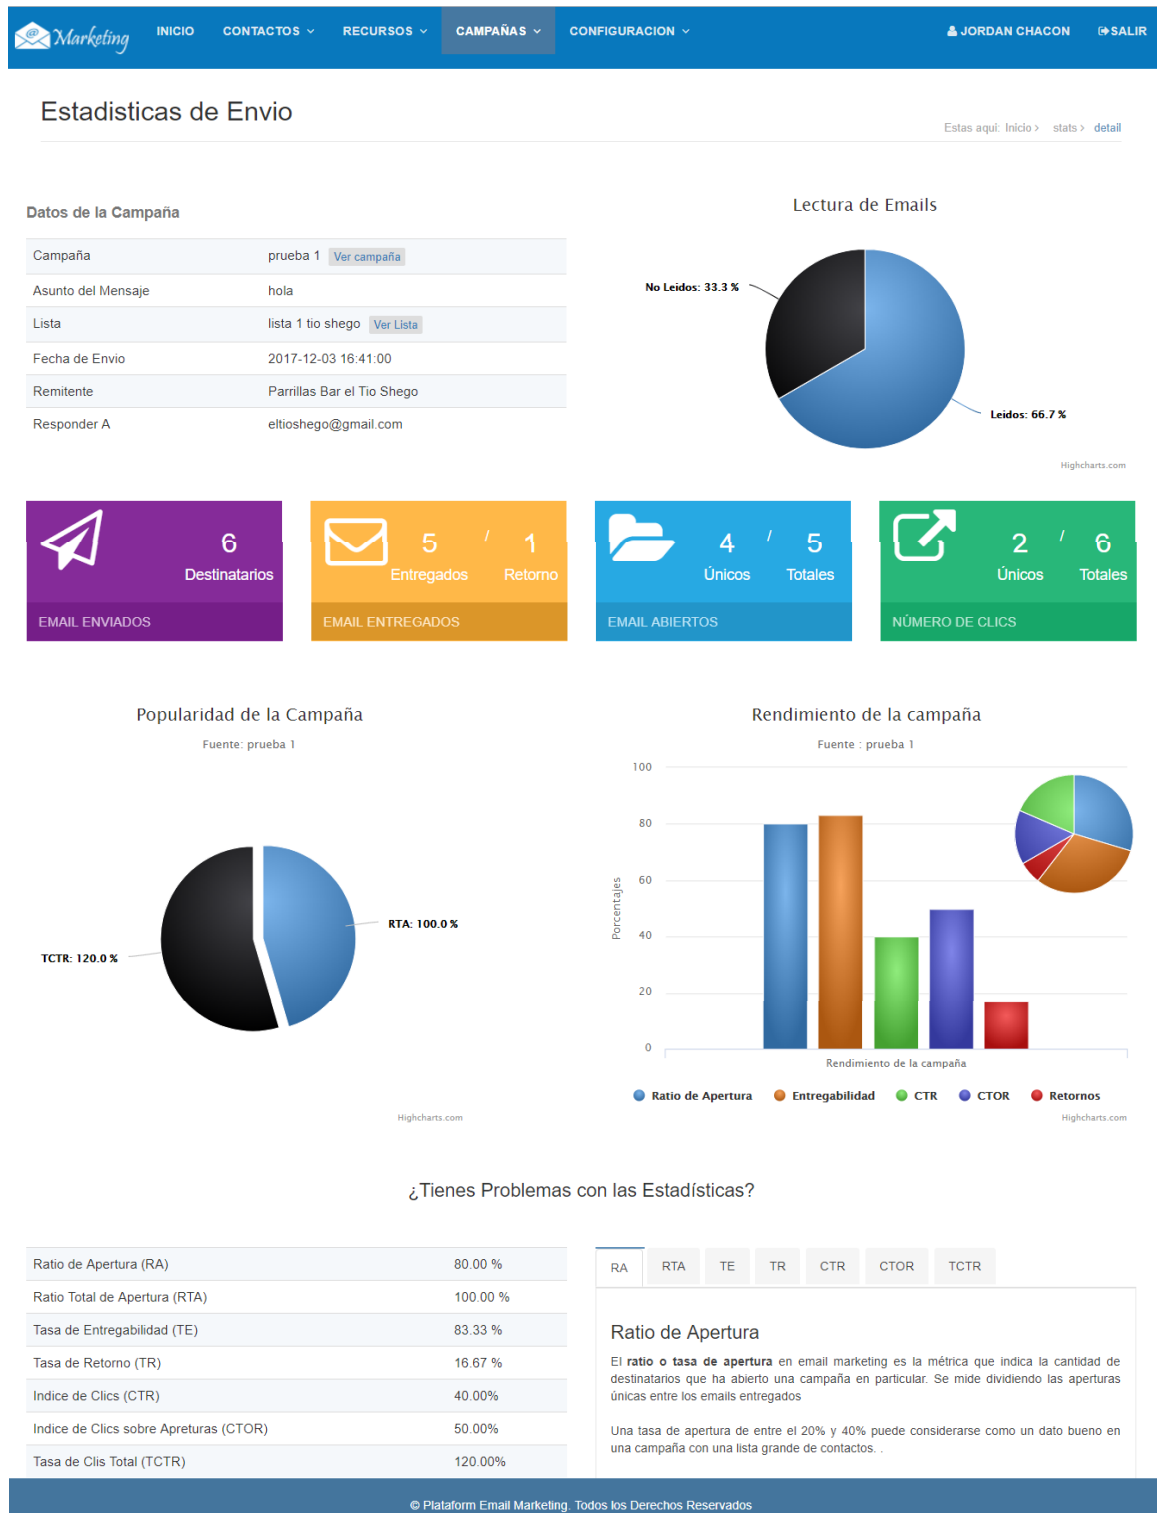 Marketing
INICIO
CONTACTOS
RECURSOS
CAMPAÑAS
CONFIGURACION
JORDAN CHACON
SALIR
Estadisticas de Envio
Estas aqui: Inicio > stats > detail
Datos de la Campaña
Campaña prueba 1 Ver campaña
Asunto del Mensaje hola
Lista lista 1 tio shego Ver Lista
Fecha de Envio 2017-12-03 16:41:00
Remitente Parrillas Bar el Tio Shego
Responder A eltioshego@gmail.com
Lectura de Emails
No Leidos: 33.3 %
Leidos: 66.7 %
Highcharts.com
6
Destinatarios
EMAIL ENVIADOS
5 / 1
Entregados Retorno
EMAIL ENTREGADOS
4 / 5
Únicos Totales
EMAIL ABIERTOS
2 / 6
Únicos Totales
NÚMERO DE CLICS
Popularidad de la Campaña
Fuente: prueba 1
RTA: 100.0 %
TCTR: 120.0 %
Highcharts.com
Rendimiento de la campaña
Fuente : prueba 1
Porcentajes
100
80
60
40
20
0
Rendimiento de la campaña
Ratio de Apertura Entregabilidad CTR CTOR Retornos
Highcharts.com
¿Tienes Problemas con las Estadísticas?
Ratio de Apertura (RA) 80.00 %
Ratio Total de Apertura (RTA) 100.00 %
Tasa de Entregabilidad (TE) 83.33 %
Tasa de Retorno (TR) 16.67 %
Indice de Clics (CTR) 40.00%
Indice de Clics sobre Apreturas (CTOR) 50.00%
Tasa de Clis Total (TCTR) 120.00%
RA RTA TE TR CTR CTOR TCTR
Ratio de Apertura
El ratio o tasa de apertura en email marketing es la métrica que indica la cantidad de
destinatarios que ha abierto una campaña en particular. Se mide dividiendo las aperturas
únicas entre los emails entregados
Una tasa de apertura de entre el 20% y 40% puede considerarse como un dato bueno en
una campaña con una lista grande de contactos. .
© Plataform Email Marketing. Todos los Derechos Reservados